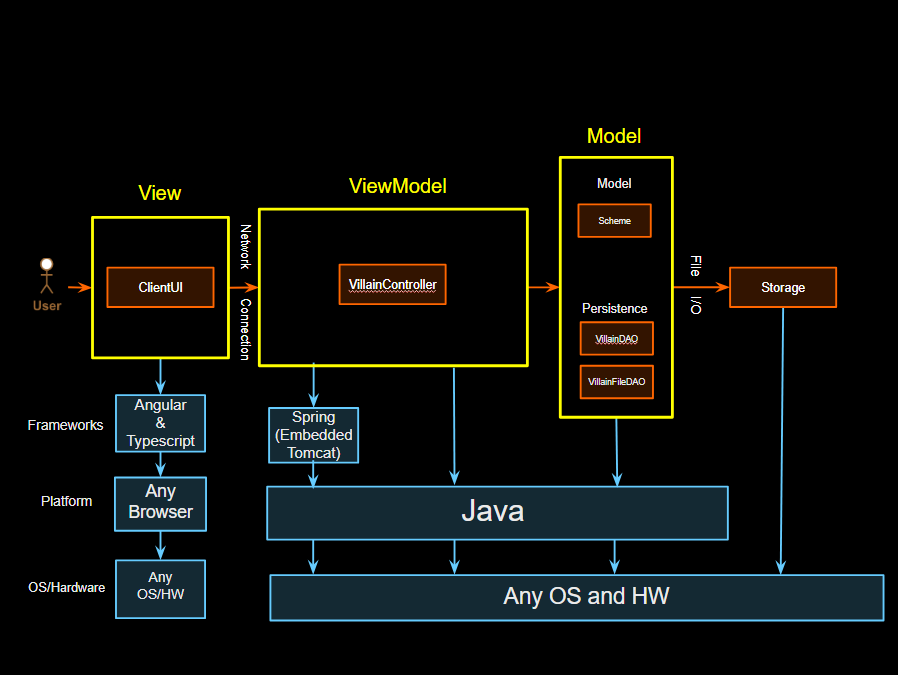 Model
View
ViewModel
Model
Scheme
Network
Connection
File
I/O
User
ClientUI
VillainController
Storage
Persistence
VillainDAO
VillainFileDAO
Frameworks
Angular
&
Typescript
Spring
(Embedded
Tomcat)
Platform
Any
Browser
Java
OS/Hardware
Any
OS/HW
Any OS and HW